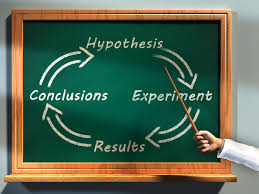 Hypothesis
Conclusions Experiment
Results